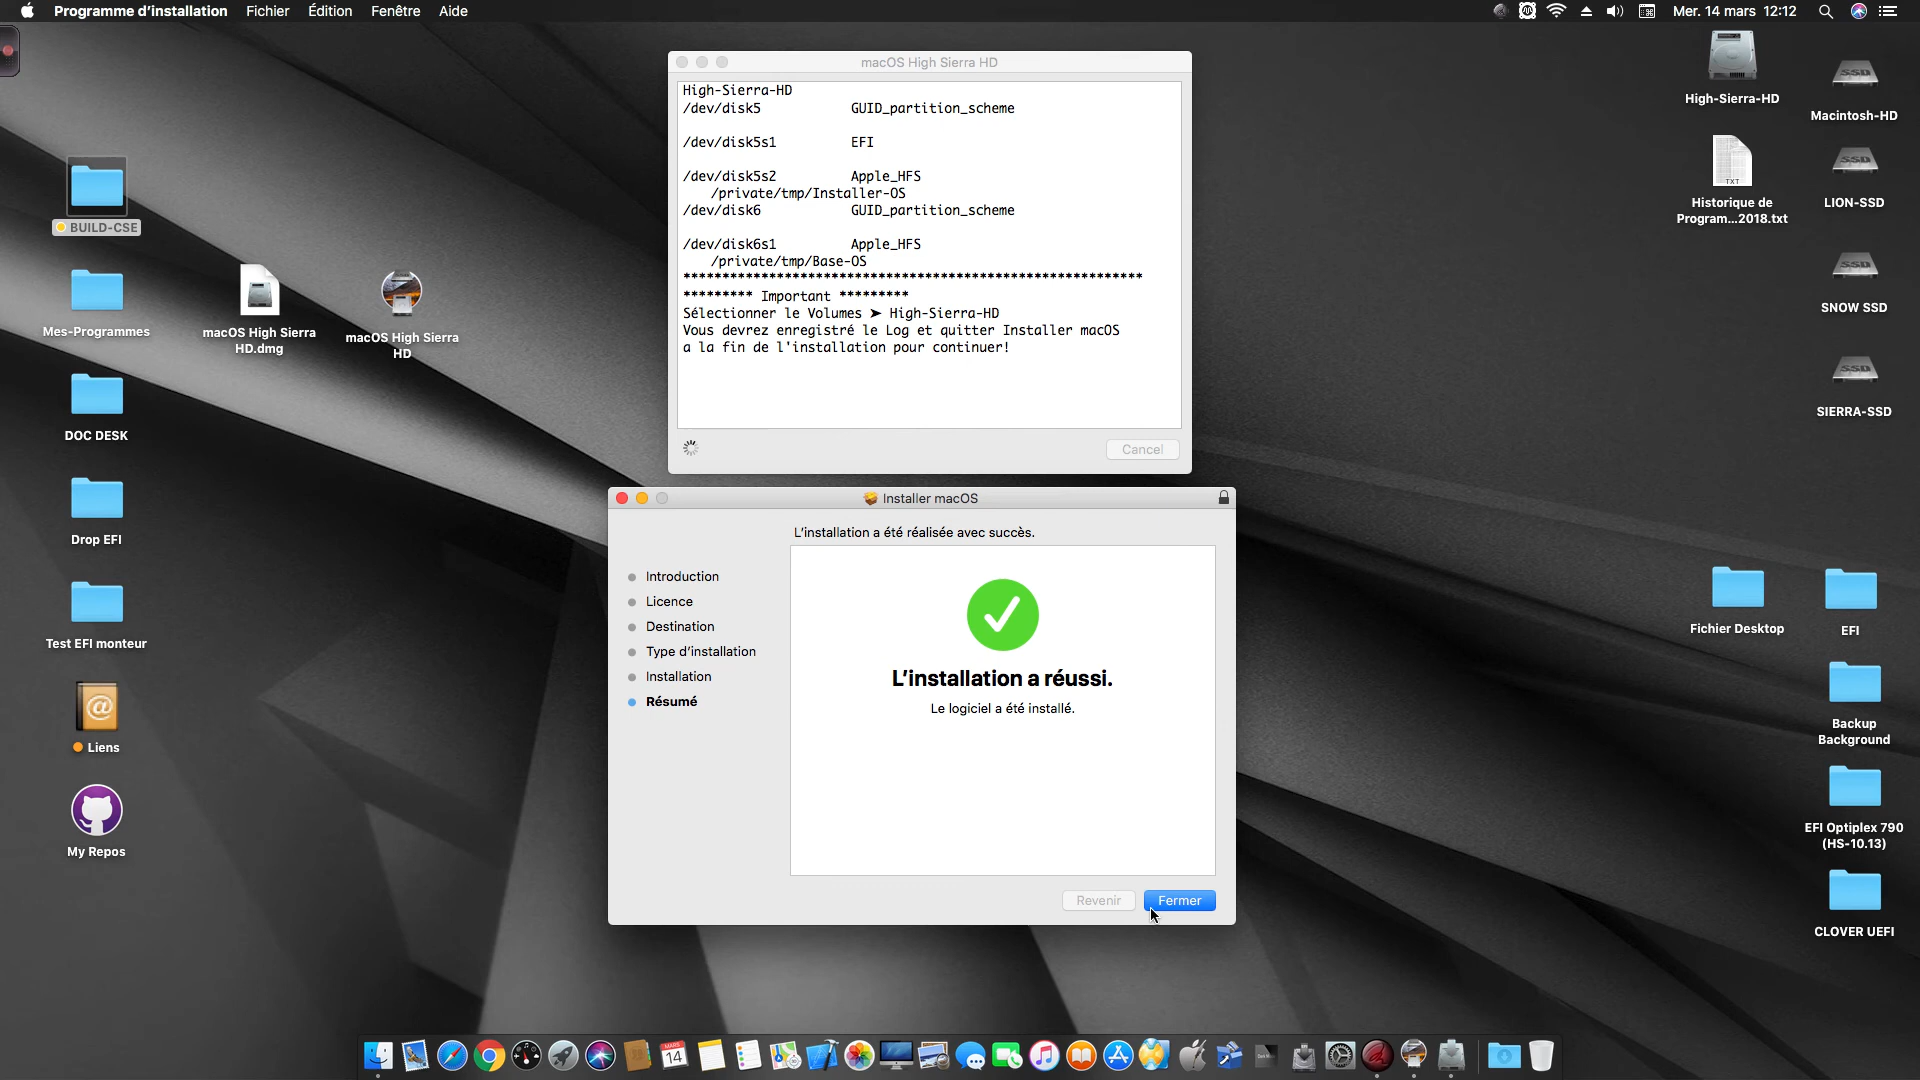 Programme d'installation Fichier Édition Fenêtre Aide
Mer. 14 mars 12:12
macOS High Sierra HD
High-Sierra-HD
/dev/disk5 GUID_partition_scheme
/dev/disk5s1 EFI
/dev/disk5s2 Apple_HFS
/private/tmp/Installer-OS
/dev/disk6 GUID_partition_scheme
/dev/disk6s1 Apple_HFS
/private/tmp/Base-OS
***********************************************************
********* Important *********
Sélectionner le Volumes ➤ High-Sierra-HD
Vous devrez enregistré le Log et quitter Installer macOS
a la fin de l'installation pour continuer!
Cancel
Installer macOS
L'installation a été réalisée avec succès.
Introduction
Licence
Destination
Type d'installation
Installation
Résumé
L'installation a réussi.
Le logiciel a été installé.
Revenir
Fermer
BUILD-CSE
Mes-Programmes
DOC DESK
Drop EFI
Test EFI monteur
Liens
My Repos
macOS High Sierra
HD.dmg
macOS High Sierra
HD
High-Sierra-HD
TXT
Historique de
Program...2018.txt
SSD
Macintosh-HD
SSD
LION-SSD
SSD
SNOW SSD
SSD
SIERRA-SSD
Fichier Desktop
EFI
Backup
Background
EFI Optiplex 790
(HS-10.13)
CLOVER UEFI
MARS
14